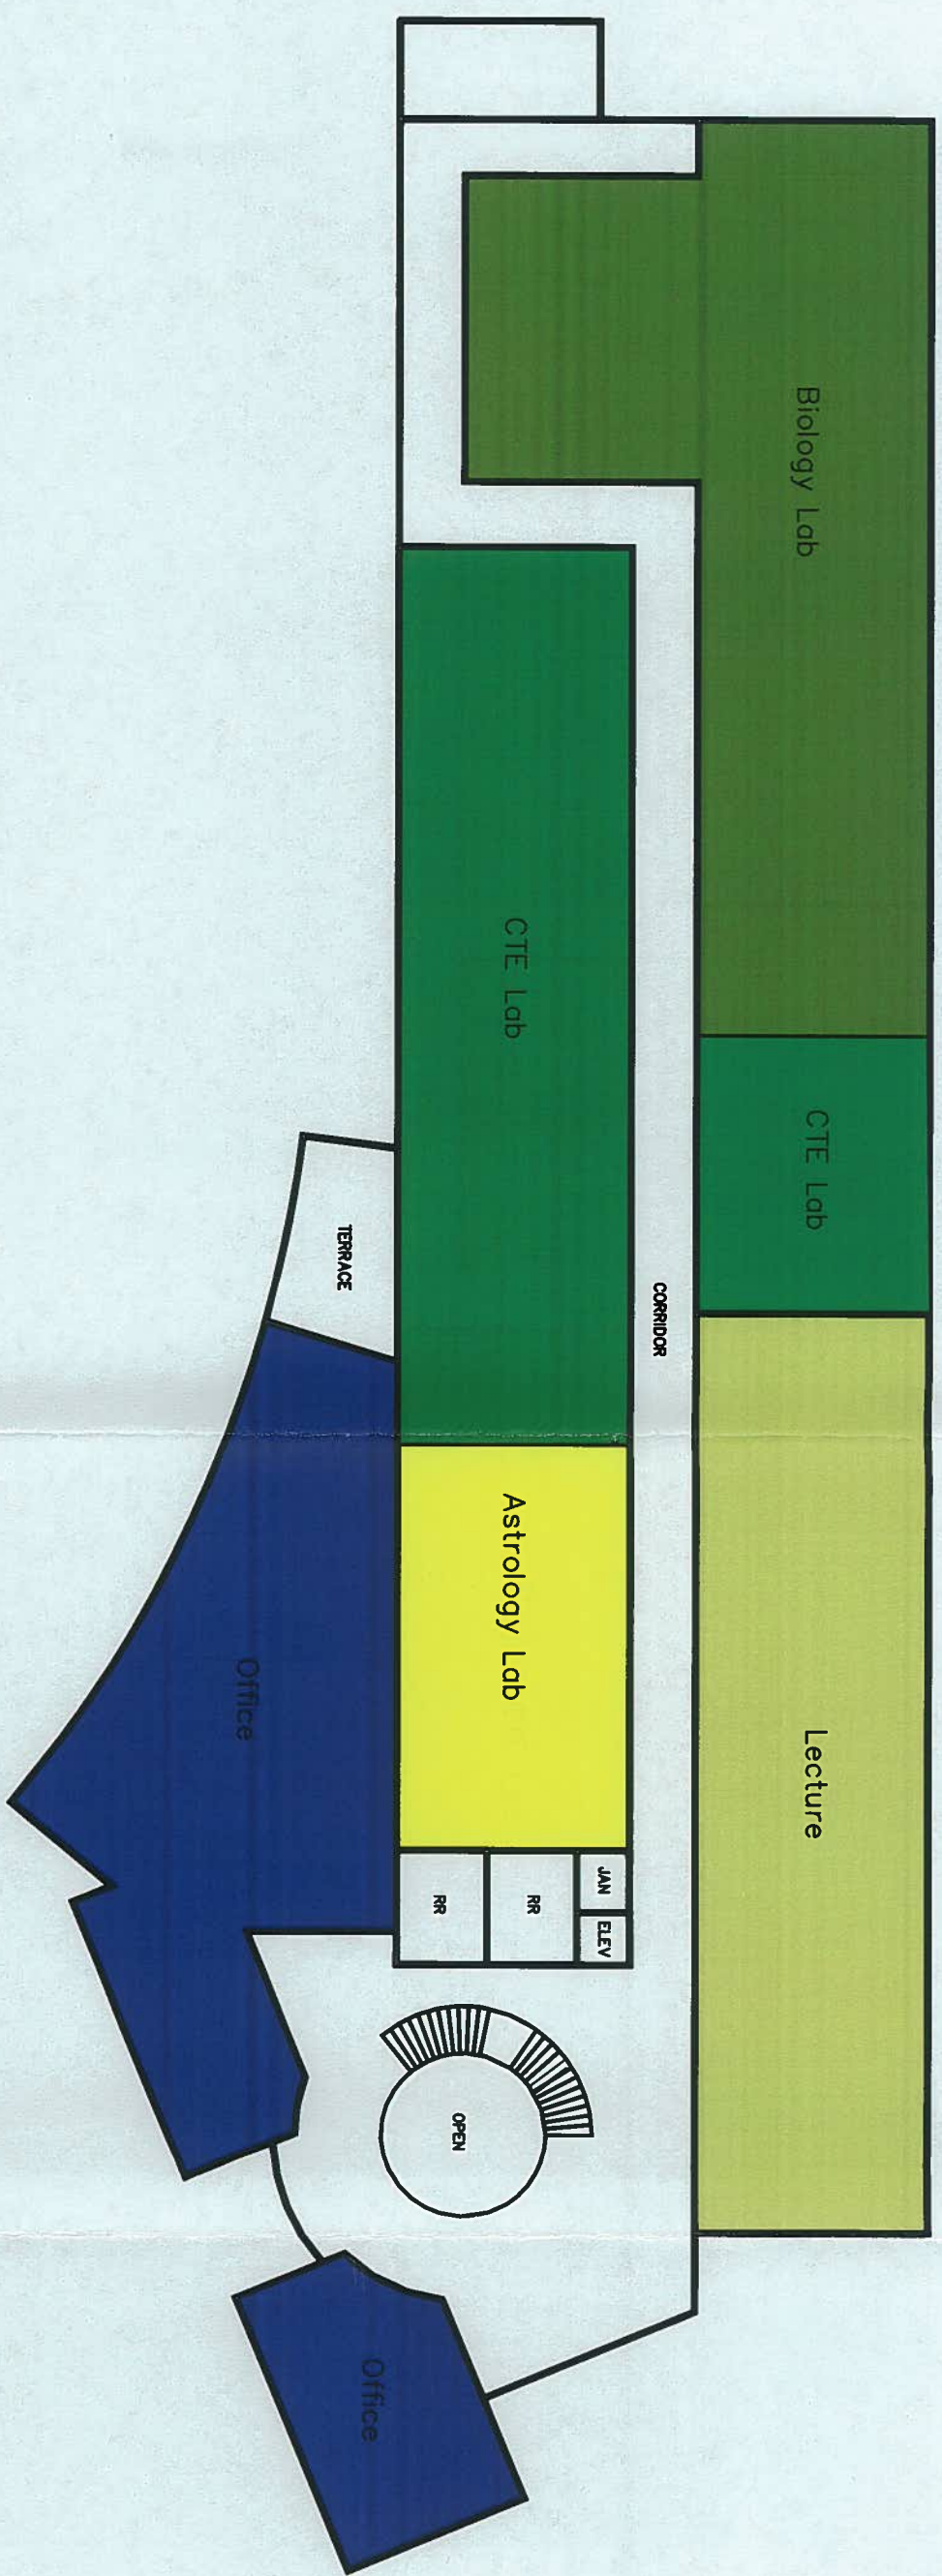 Biology Lab
CTE Lab
Lecture
CORRIDOR
CTE Lab
Astrology Lab
JAN
ELEV
RR
RR
TERRACE
OPEN
Office
Office